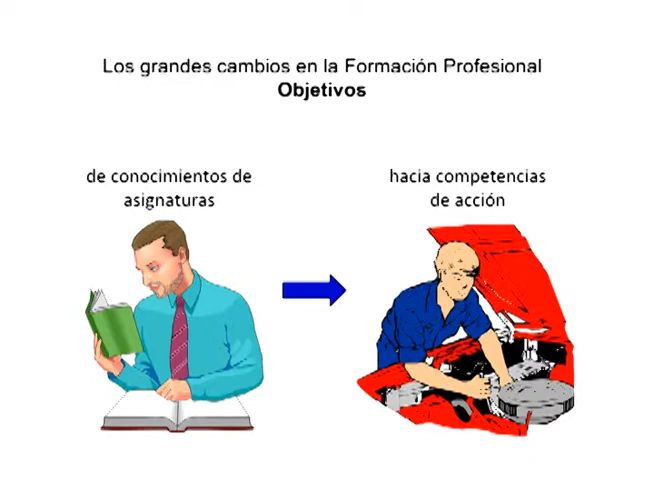 Los grandes cambios en la Formación Profesional
Objetivos
de conocimientos de
asignaturas
hacia competencias
de acción